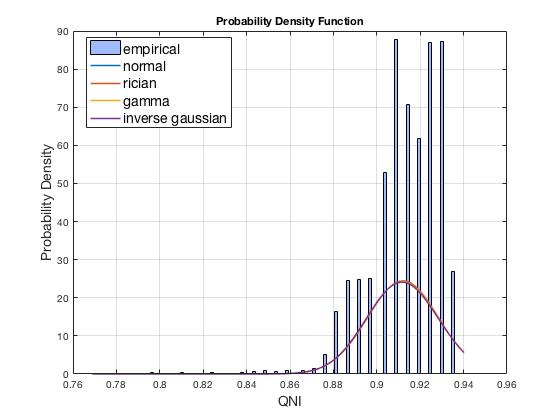 Probability Density Function
empirical
normal
rician
gamma
inverse gaussian
90
80
70
60
50
40
30
20
10
0
Probability Density
0.76 0.78 0.8 0.82 0.84 0.86 0.88 0.9 0.92 0.94 0.96
QNI